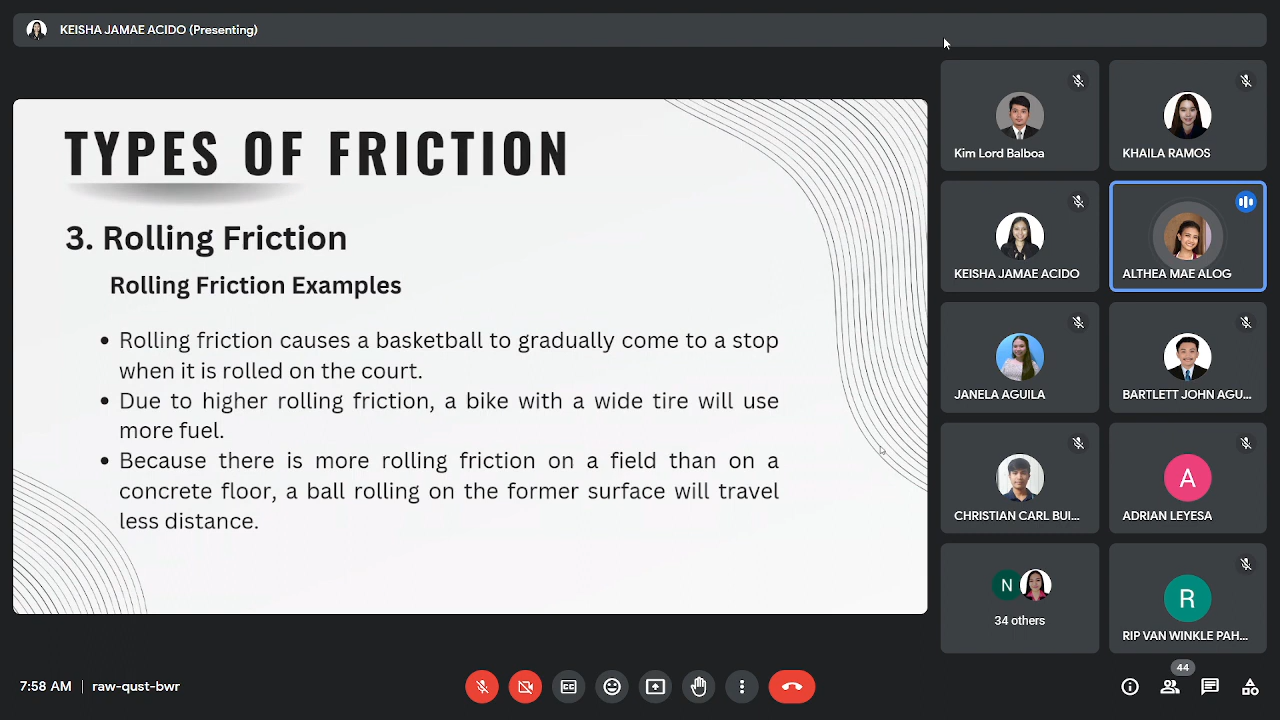 KEISHA JAMAE ACIDO (Presenting)
TYPES OF FRICTION
3. Rolling Friction
Rolling Friction Examples
• Rolling friction causes a basketball to gradually come to a stop
when it is rolled on the court.
• Due to higher rolling friction, a bike with a wide tire will use
more fuel.
• Because there is more rolling friction on a field than on a
concrete floor, a ball rolling on the former surface will travel
less distance.
Kim Lord Balboa
KHAILA RAMOS
KEISHA JAMAE ACIDO
ALTHEA MAE ALOG
JANELA AGUILA
BARTLETT JOHN AGU...
CHRISTIAN CARL BUI...
A
ADRIAN LEYESA
N
34 others
R
RIP VAN WINKLE PAH...
7:58 AM | raw-qust-bwr
CC
44